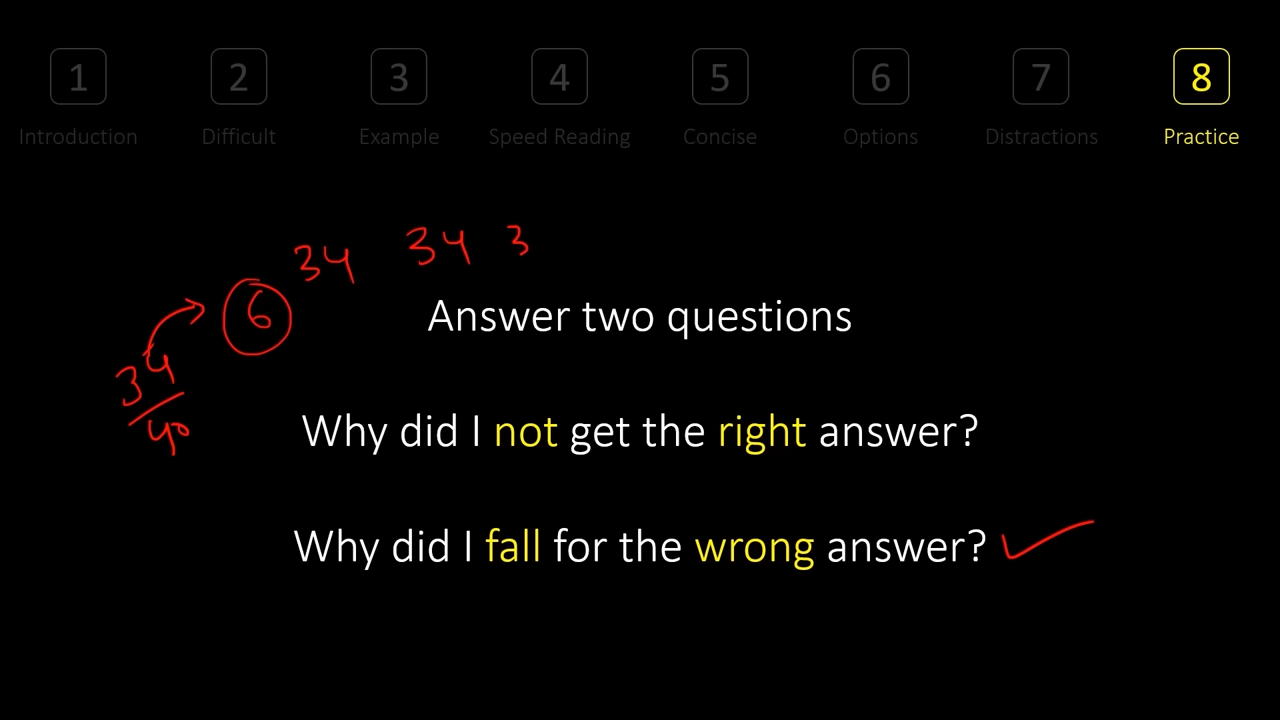 1 2 3 4 5 6 7 8
Introduction Difficult Example Speed Reading Concise Options Distractions Practice
34 34 3
6
Answer two questions
34
40
Why did I not get the right answer?
Why did I fall for the wrong answer?